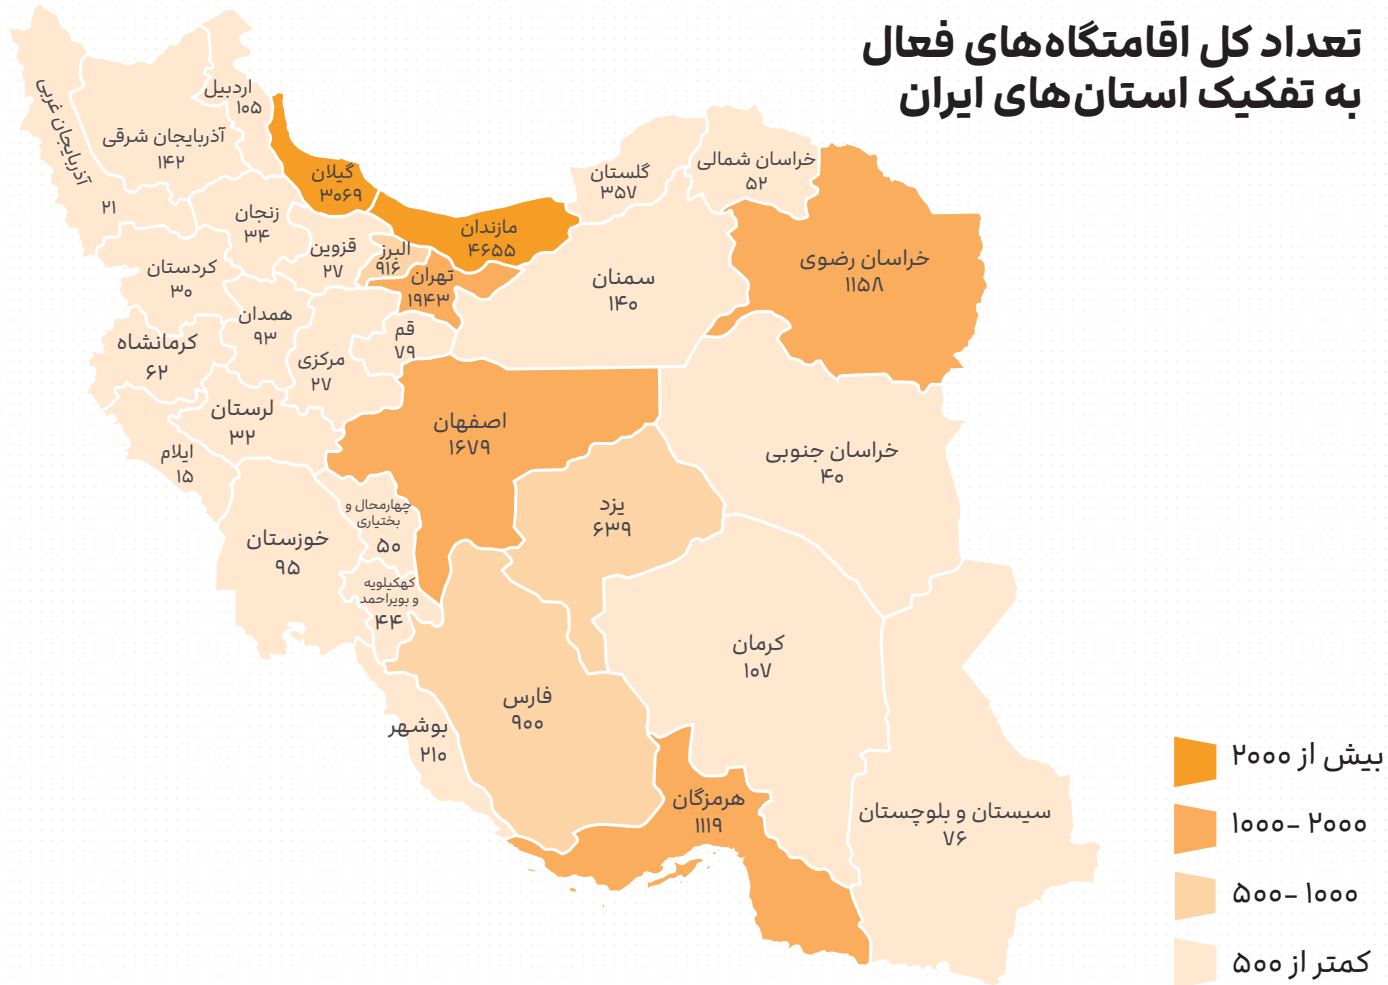 تعداد کل اقامتگاه‌های فعال
به تفکیک استان‌های ایران
اردبیل
۱۰۵
آذربایجان غربی
۲۱
آذربایجان شرقی
۱۴۲
گیلان
۳۰۶۹
مازندان
۴۶۵۵
گلستان
۳۵۷
خراسان شمالی
۵۲
خراسان رضوی
۱۱۵۸
زنجان
۳۴
قزوین
۲۷
البرز
۹۱۶
تهران
۱۹۴۳
سمنان
۱۴۰
کردستان
۳۰
همدان
۹۳
کرمانشاه
۶۲
مرکزی
۲۷
قم
۷۹
لرستان
۳۲
ایلام
۱۵
اصفهان
۱۶۷۹
خراسان جنوبی
۴۰
یزد
۶۳۹
چهارمحال و
بختیاری
۵۰
خوزستان
۹۵
کهکیلویه
و بویراحمد
۴۴
کرمان
۱۰۷
فارس
۹۰۰
بوشهر
۲۱۰
هرمزگان
۱۱۱۹
سیستان و بلوچستان
۷۶
بیش از ۲۰۰۰
۲۰۰۰ -۱۰۰۰
۱۰۰۰ -۵۰۰
کمتر از ۵۰۰